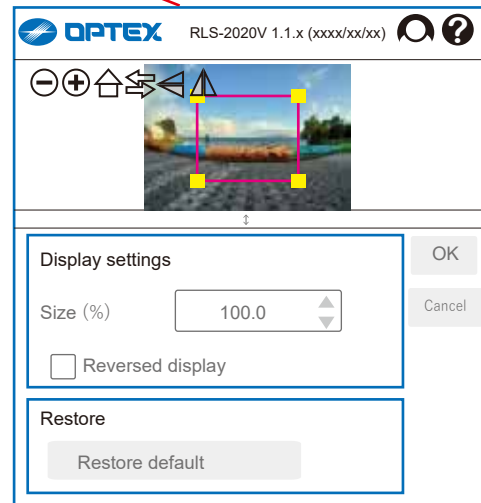 OPTEX RLS-2020V 1.1.x (xxxx/xx/xx) ?
Display settings
OK
Size (%) 100.0
Cancel
Reversed display
Restore
Restore default